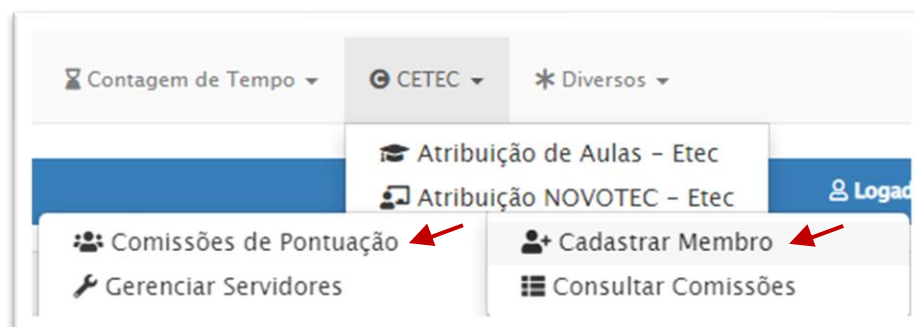 Contagem de Tempo CETEC Diversos
Atribuição de Aulas – Etec
Atribuição NOVOTEC – Etec Logad
Comissões de Pontuação Cadastrar Membro
Gerenciar Servidores Consultar Comissões